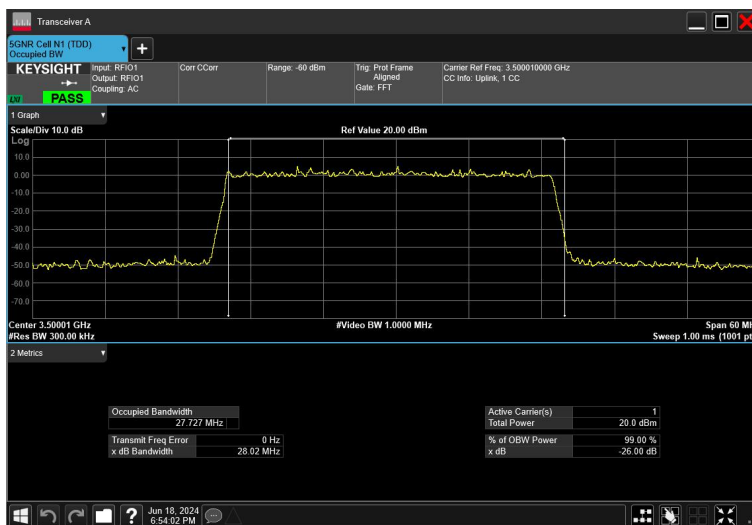 Transceiver A
5GNR Cell N1 (TDD)
Occupied BW
KEYSIGHT
LXI
PASS
Input: RFIO1
Output: RFIO1
Coupling: AC
Corr CCorr
Range: -60 dBm
Trig: Prot Frame
Aligned
Gate: FFT
Carrier Ref Freq: 3.500010000 GHz
CC Info: Uplink, 1 CC
1 Graph
Scale/Div 10.0 dB
Ref Value 20.00 dBm
Log
10.0
0.00
-10.0
-20.0
-30.0
-40.0
-50.0
-60.0
-70.0
Center 3.50001 GHz
#Video BW 1.0000 MHz
Span 60 MH
#Res BW 300.00 kHz
Sweep 1.00 ms (1001 pt
2 Metrics
Occupied Bandwidth
27.727 MHz
Transmit Freq Error 0 Hz
x dB Bandwidth 28.02 MHz
Active Carrier(s) 1
Total Power 20.0 dBm
% of OBW Power 99.00 %
x dB -26.00 dB
?
Jun 18, 2024
6:54:02 PM